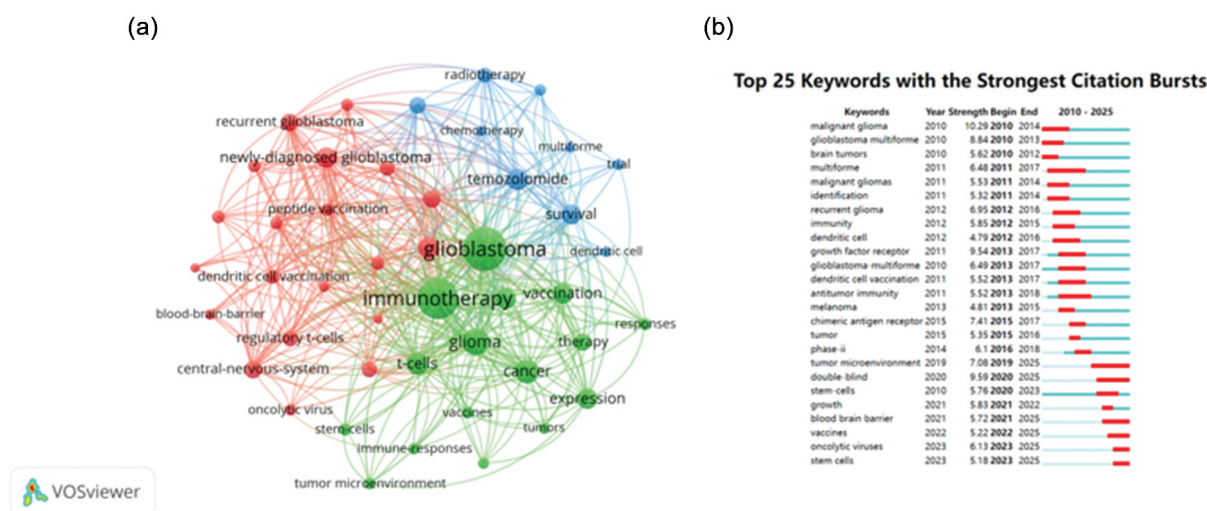 (a)
(b)
radiotherapy
recurrent glioblastoma
chemotherapy
multiforme
newly-diagnosed glioblastoma
trial
temozolomide
peptide vaccination
survival
glioblastoma
dendritic cell
dendritic cell vaccination
immunotherapy
vaccination
blood-brain-barrier
responses
regulatory t-cells
glioma
therapy
central-nervous-system
t-cells
cancer
expression
oncolytic virus
vaccines
stem-cells
tumors
immune-responses
tumor microenvironment
VOSviewer
Top 25 Keywords with the Strongest Citation Bursts
Keywords Year Strength Begin End 2010 - 2025
malignant glioma 2010 10.29 2010 2014
glioblastoma multiforme 2010 8.84 2010 2013
brain tumors 2010 5.62 2010 2012
multiforme 2011 6.48 2011 2017
malignant gliomas 2011 5.53 2011 2014
identification 2011 5.32 2011 2014
recurrent glioma 2012 6.95 2012 2016
immunity 2012 5.85 2012 2015
dendritic cell 2012 4.79 2012 2016
growth factor receptor 2011 9.54 2013 2017
glioblastoma-multiforme 2010 6.49 2013 2017
dendritic cell vaccination 2011 5.52 2013 2017
antitumor immunity 2011 5.52 2013 2018
melanoma 2013 4.81 2013 2015
chimeric antigen receptor 2015 7.41 2015 2017
tumor 2015 5.35 2015 2016
phase-ii 2014 6.1 2016 2018
tumor microenvironment 2019 7.08 2019 2025
double-blind 2020 9.59 2020 2025
stem-cells 2010 5.76 2020 2023
growth 2021 5.83 2021 2022
blood brain barrier 2021 5.72 2021 2025
vaccines 2022 5.22 2022 2025
oncolytic viruses 2023 6.13 2023 2025
stem cells 2023 5.18 2023 2025